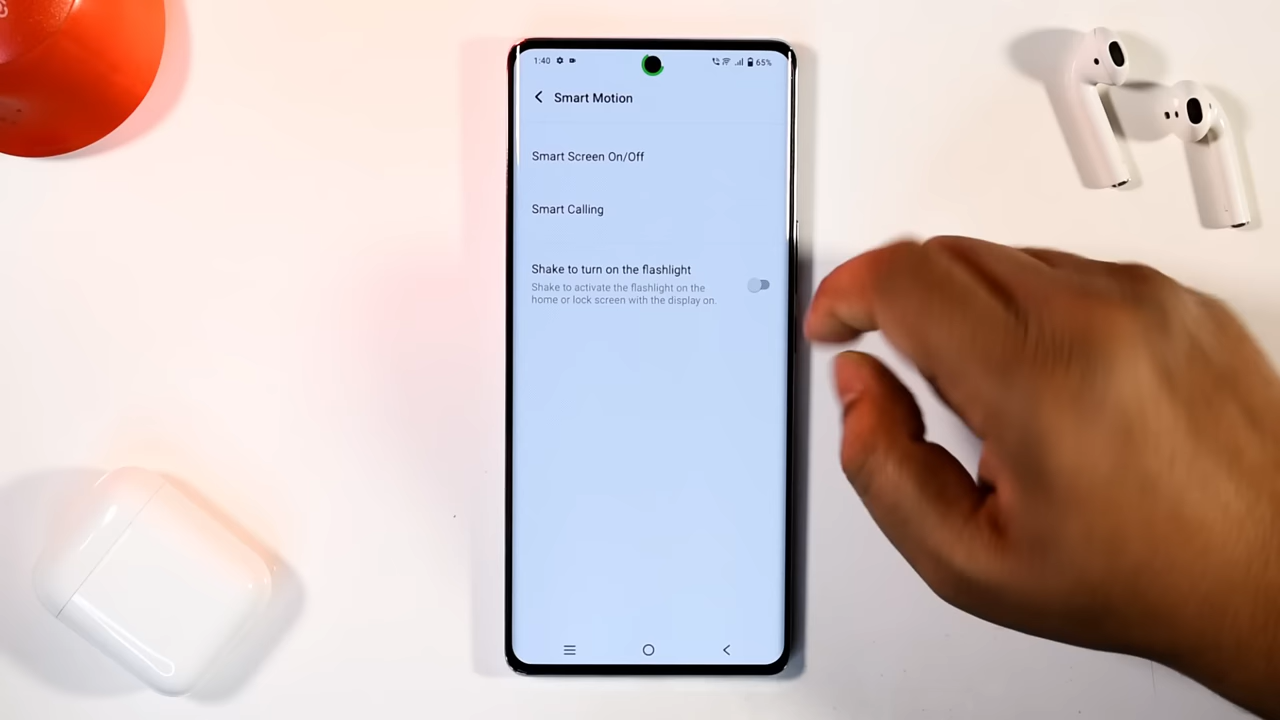 1:40 65%
Smart Motion
Smart Screen On/Off
Smart Calling
Shake to turn on the flashlight
Shake to activate the flashlight on the
home or lock screen with the display on.